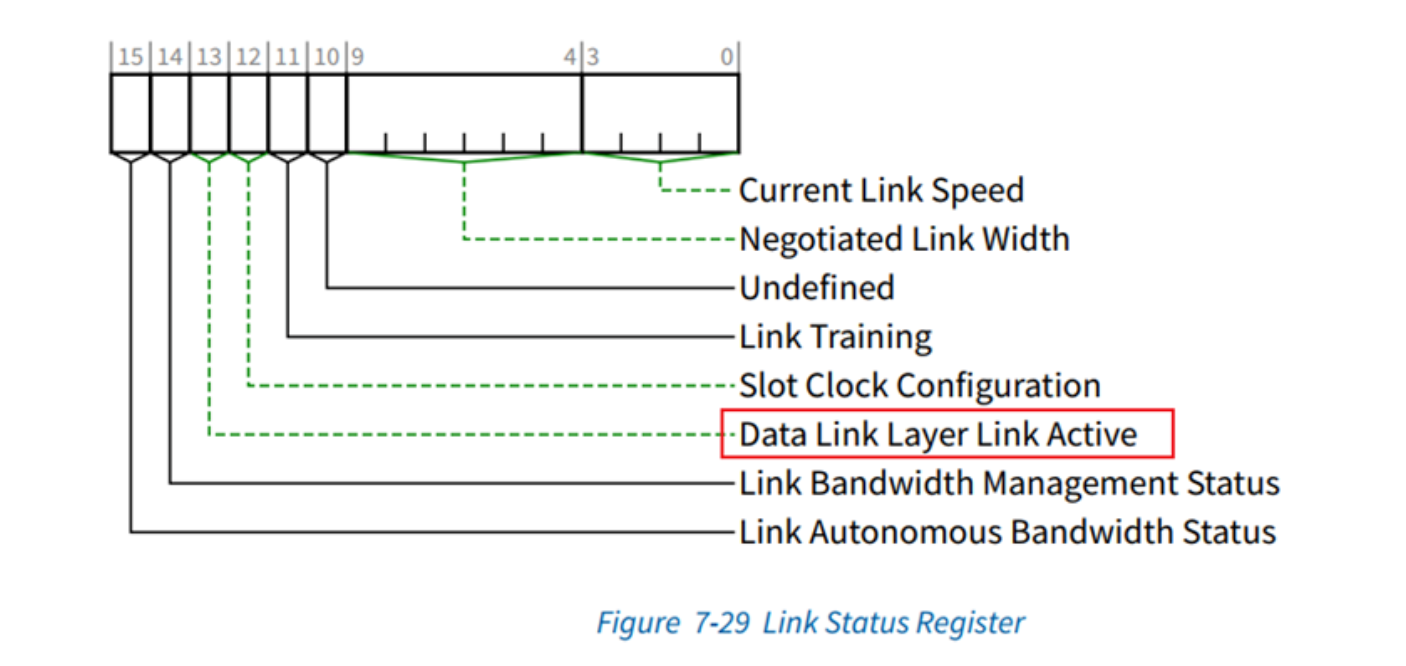 15 14 13 12 11 10 9 4 3 0
Current Link Speed
Negotiated Link Width
Undefined
Link Training
Slot Clock Configuration
Data Link Layer Link Active
Link Bandwidth Management Status
Link Autonomous Bandwidth Status
Figure 7-29 Link Status Register